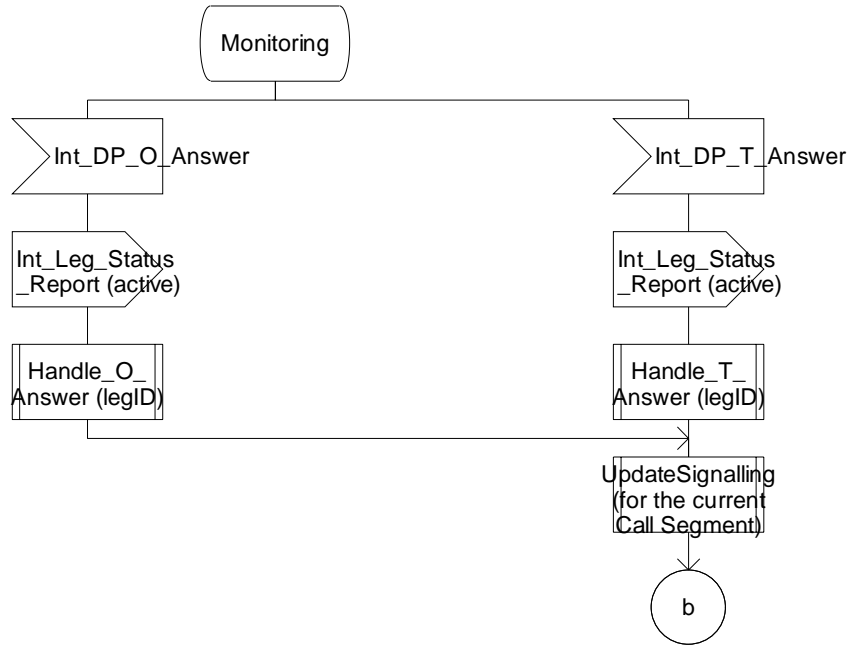 Monitoring
Int_DP_O_Answer
Int_DP_T_Answer
Int_Leg_Status
_Report (active)
Int_Leg_Status
_Report (active)
Handle_O_
Answer (legID)
Handle_T_
Answer (legID)
UpdateSignalling
(for the current
Call Segment)
b